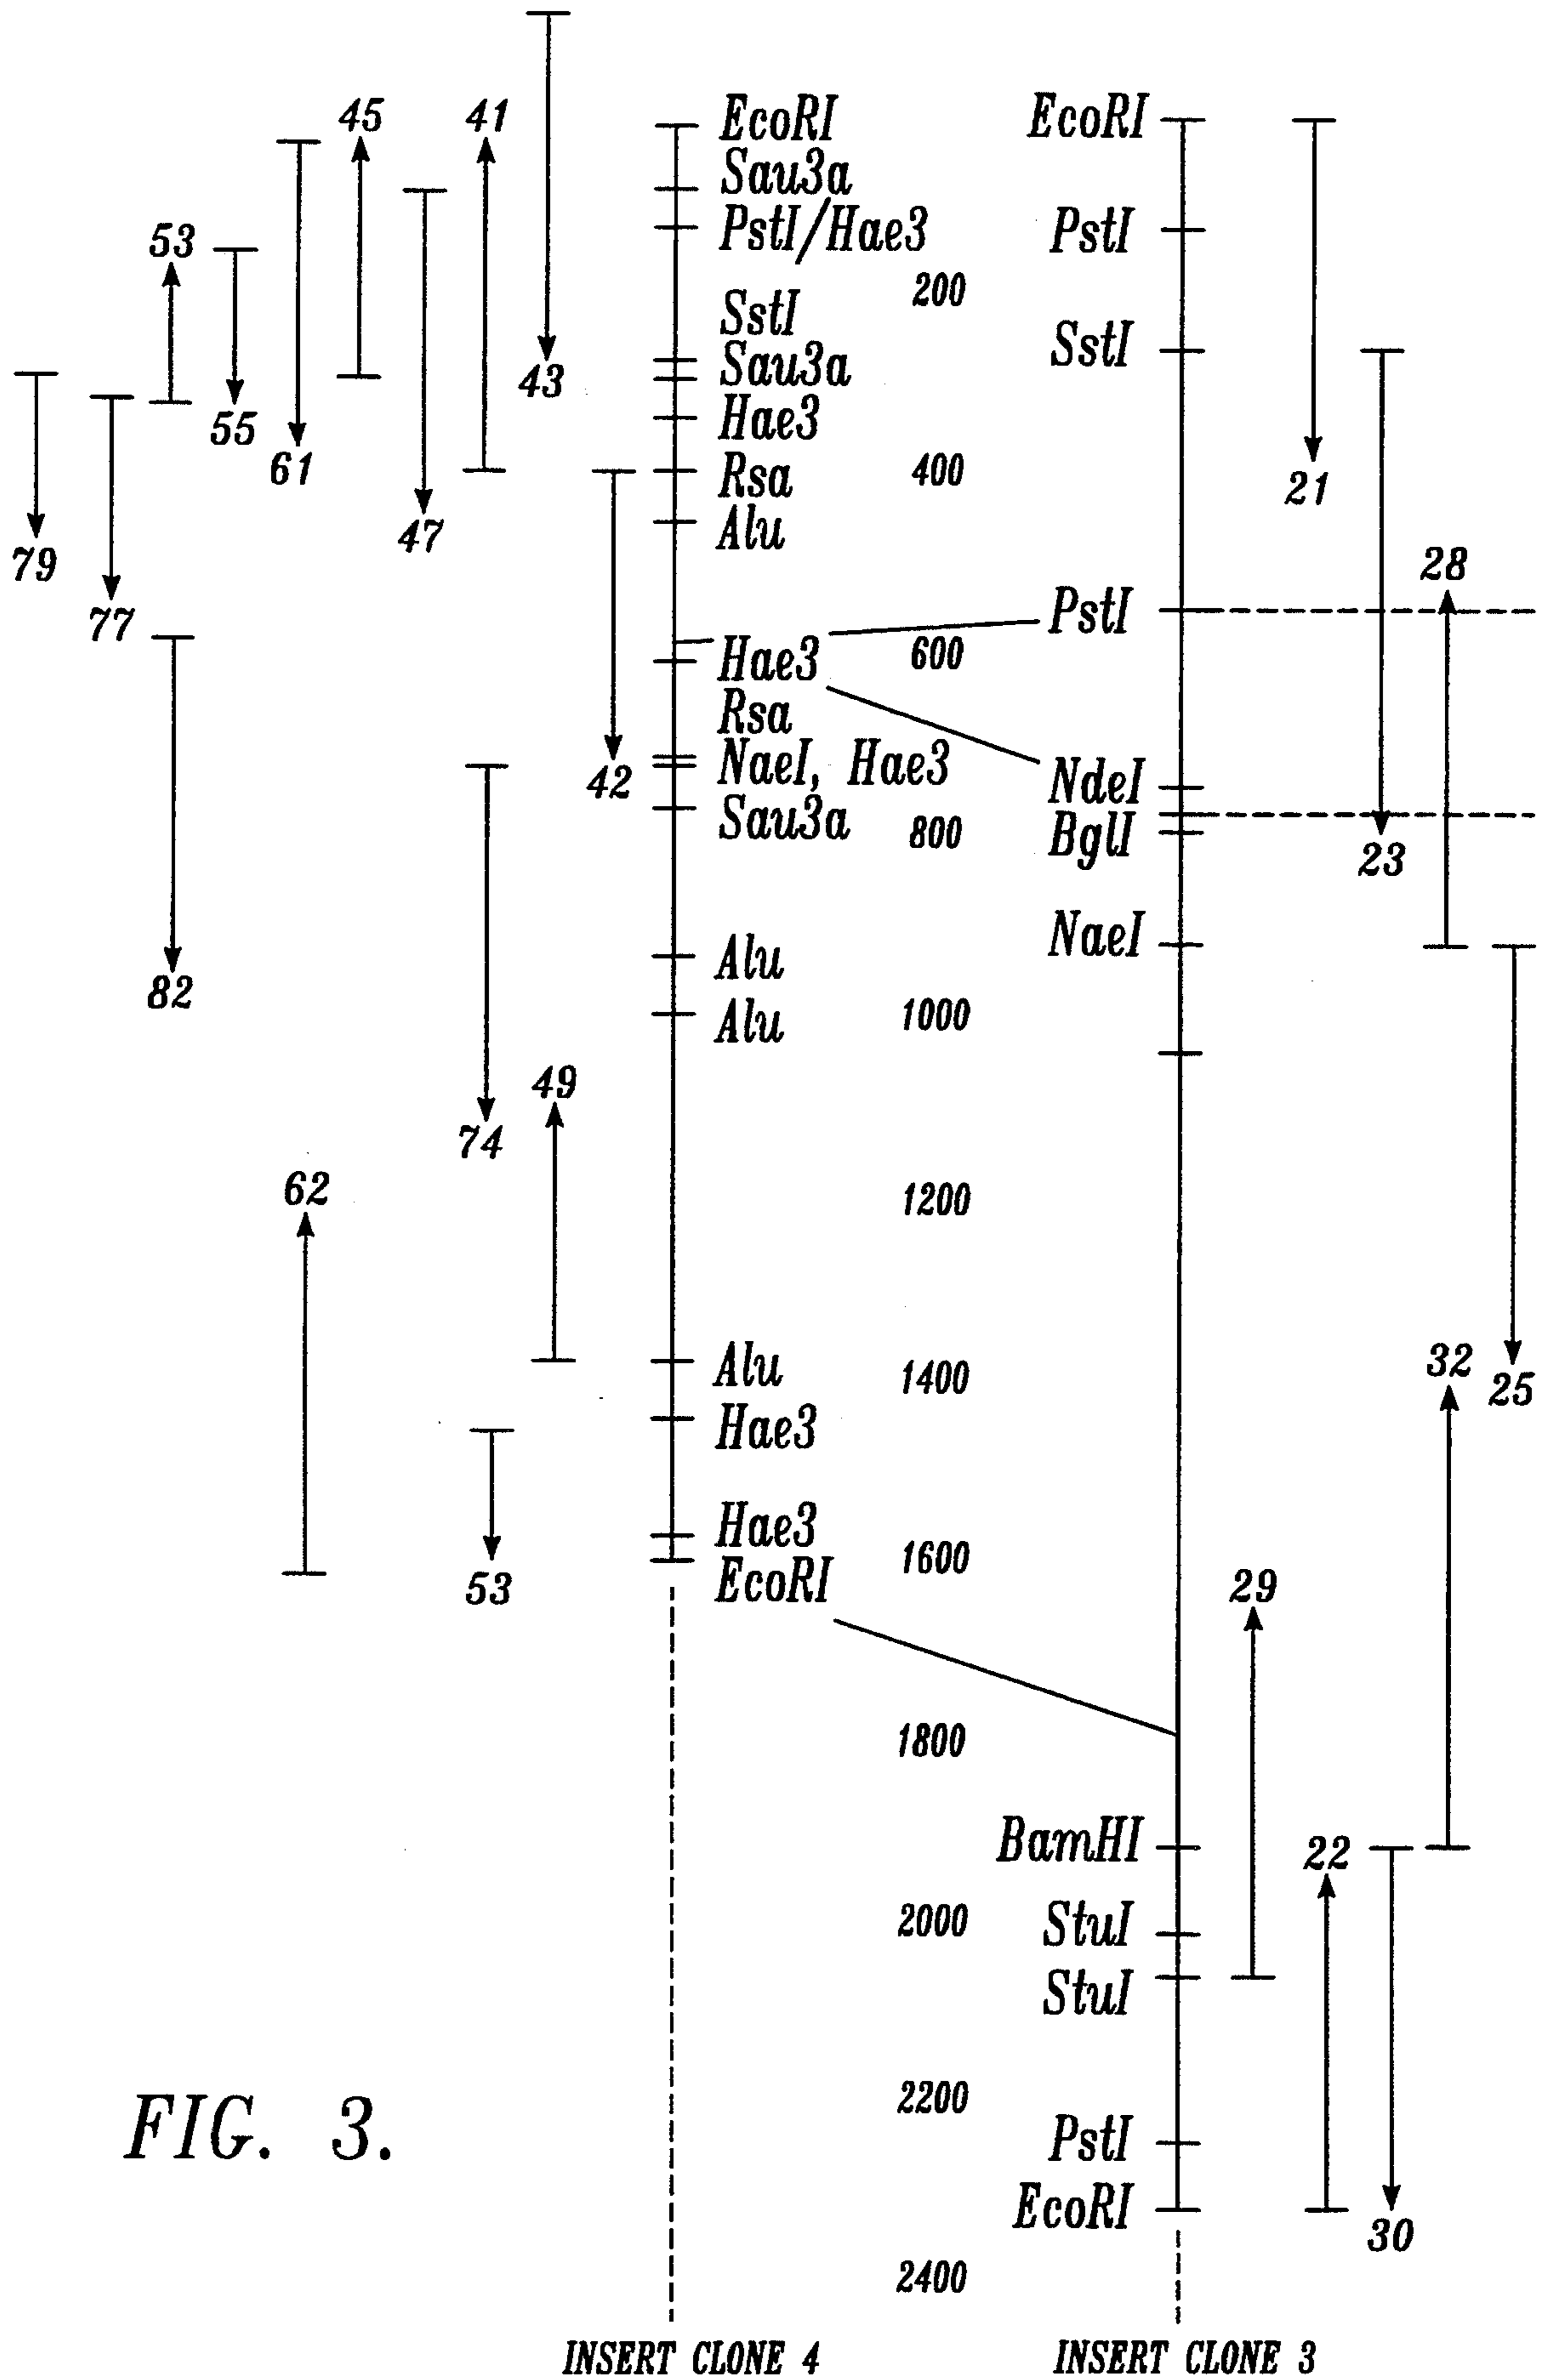 45
41
EcoRI
EcoRI
Sau3a
53
PstI/Hae3
PstI
200
SstI
SstI
Sau3a
43
55
Hae3
61
Rsa
400
21
47
Alu
79
28
77
PstI
Hae3
600
Rsa
NaeI, Hae3
NdeI
42
Sau3a
800
BglI
23
NaeI
Alu
82
1000
Alu
49
74
62
1200
32
Alu
1400
25
Hae3
Hae3
1600
53
EcoRI
29
1800
BamHI
22
2000
StuI
StuI
2200
FIG. 3.
PstI
EcoRI
30
2400
INSERT CLONE 4
INSERT CLONE 3